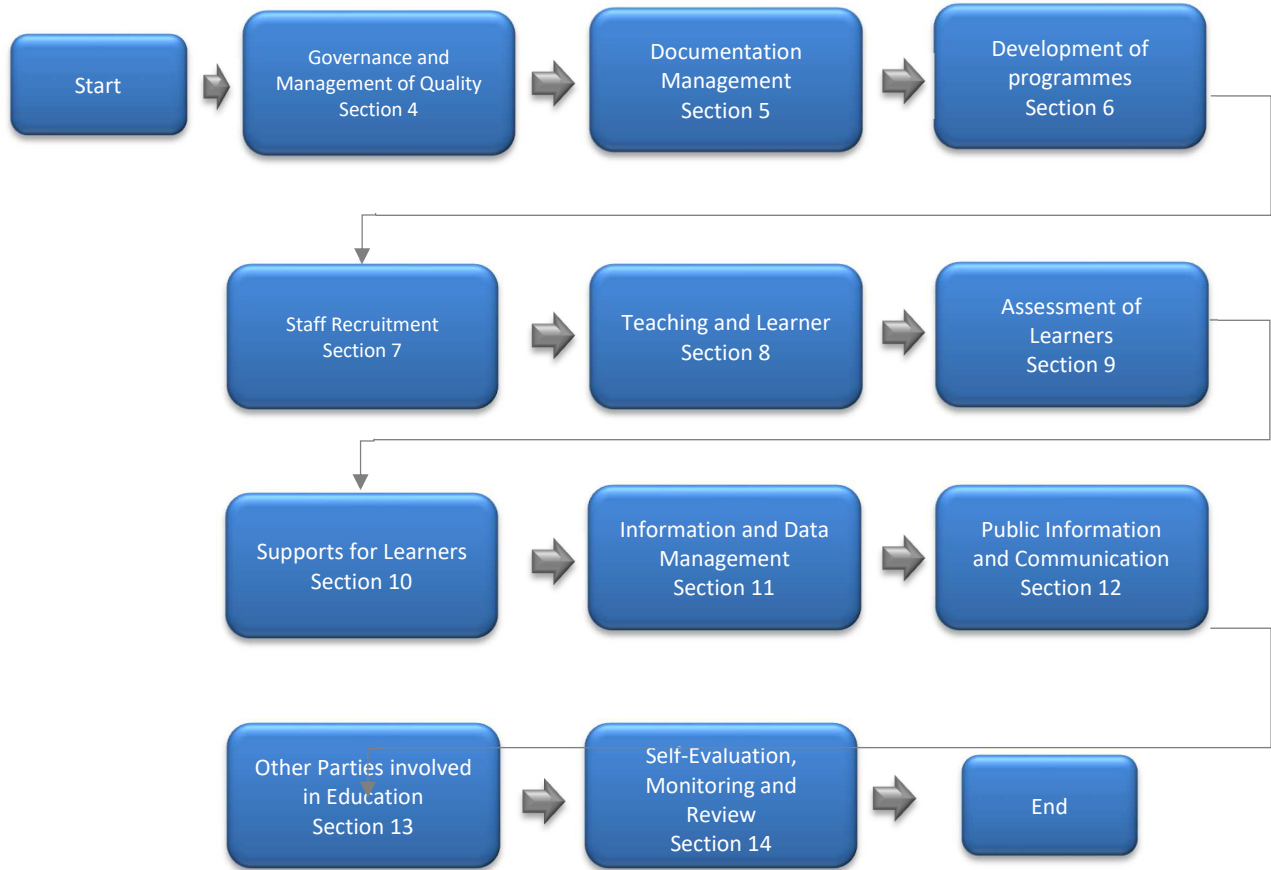 Start
Governance and
Management of Quality
Section 4
Documentation
Management
Section 5
Development of
programmes
Section 6
Staff Recruitment
Section 7
Teaching and Learner
Section 8
Assessment of
Learners
Section 9
Supports for Learners
Section 10
Information and Data
Management
Section 11
Public Information
and Communication
Section 12
Other Parties involved
in Education
Section 13
Self-Evaluation,
Monitoring and
Review
Section 14
End